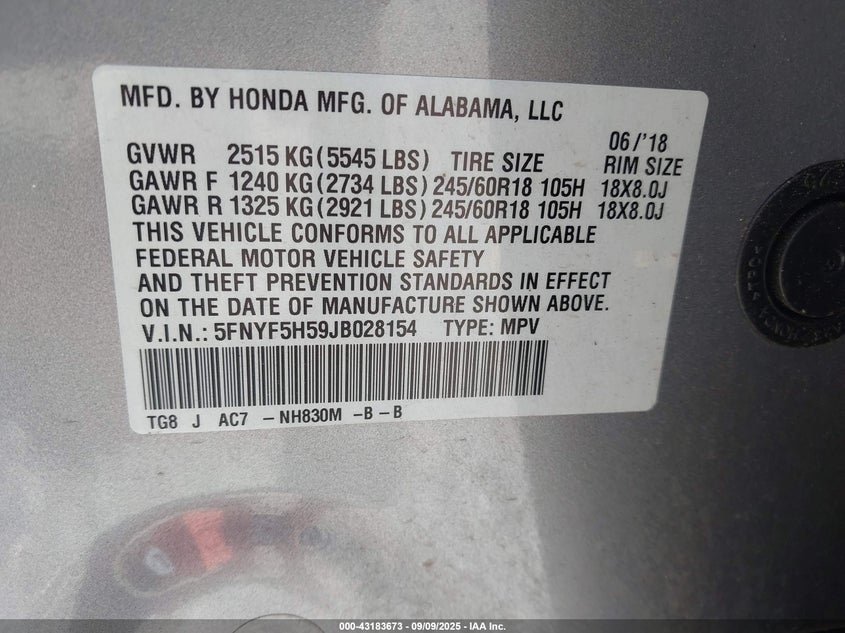 MFD. BY HONDA MFG. OF ALABAMA, LLC
06/'18
GVWR 2515 KG (5545 LBS) TIRE SIZE RIM SIZE
GAWR F 1240 KG (2734 LBS) 245/60R18 105H 18X8.0J
GAWR R 1325 KG (2921 LBS) 245/60R18 105H 18X8.0J
THIS VEHICLE CONFORMS TO ALL APPLICABLE
FEDERAL MOTOR VEHICLE SAFETY
AND THEFT PREVENTION STANDARDS IN EFFECT
ON THE DATE OF MANUFACTURE SHOWN ABOVE.
V.I.N.: 5FNYF5H59JB028154 TYPE: MPV
TG8 J AC7 - NH830M - B - B
000-43183673 - 09/09/2025 - IAA Inc.